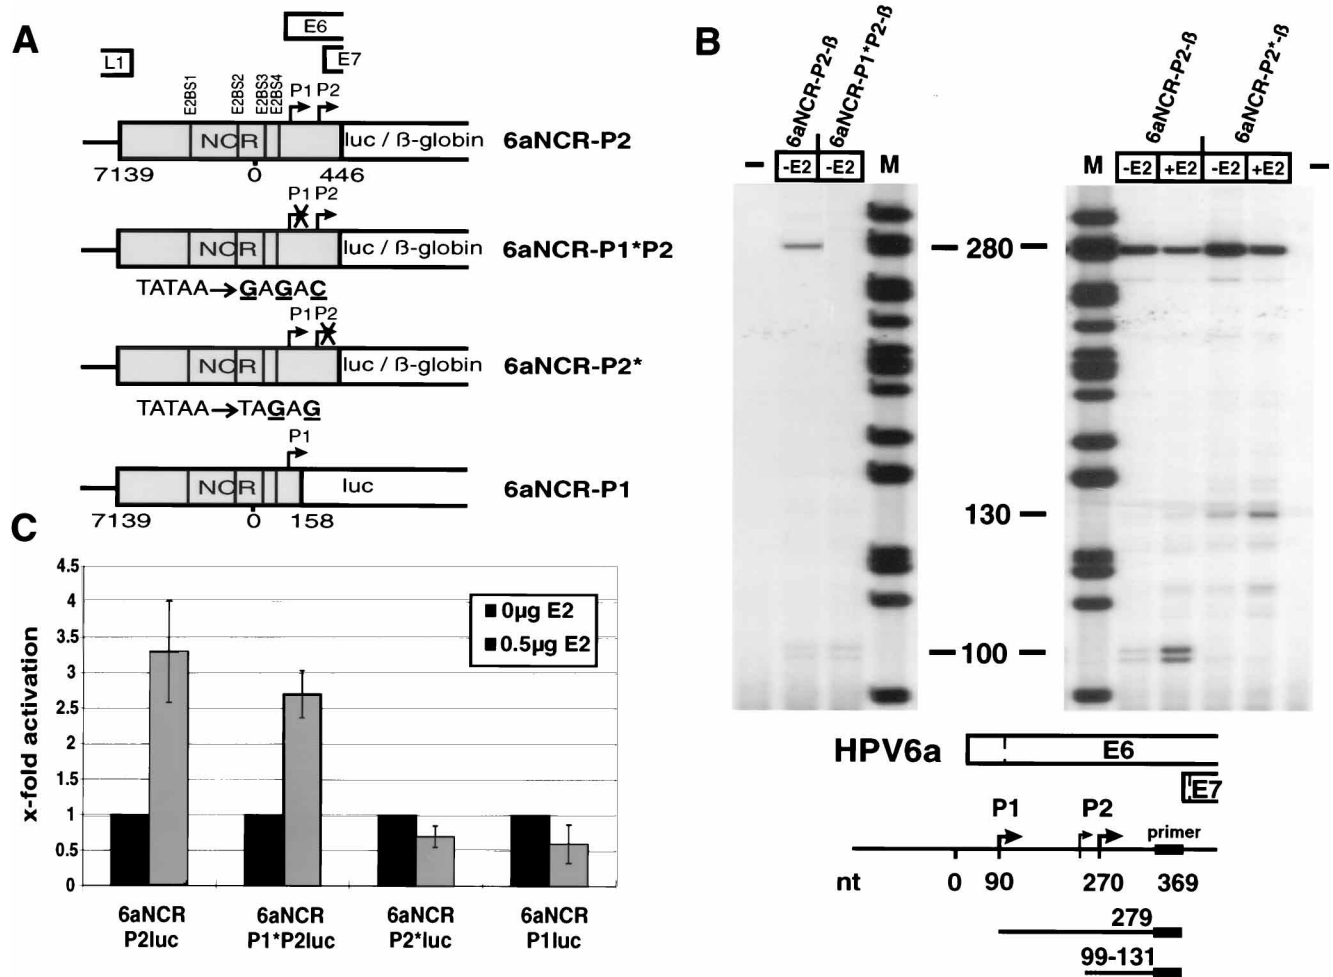 A
E6
L1
E7
E2BS1
E2BS2
E2BS3
E2BS4
P1 P2
NCR
luc / ß-globin
6aNCR-P2
7139 0 446
P1 P2
luc / ß-globin
6aNCR-P1*P2
TATAA→GAGAC
P1 P2
NCR
luc / ß-globin
6aNCR-P2*
TATAA→TAGAG
P1
NCR
luc
6aNCR-P1
7139 0 158
B
6aNCR-P2-ß
6aNCR-P1*P2-ß
– -E2 -E2 M
6aNCR-P2-ß
6aNCR-P2*-ß
M -E2 +E2 -E2 +E2 –
– 280 –
130 –
– 100 –
HPV6a
E6
E7
P1 P2 primer
nt 0 90 270 369
279
99-131
C
x-fold activation
4.5
4
3.5
3
2.5
2
1.5
1
0.5
0
0µg E2
0.5µg E2
6aNCR P2luc
6aNCR P1*P2luc
6aNCR P2*luc
6aNCR P1luc